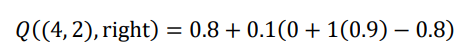 Q((4, 2), right) = 0.8 + 0.1(0 + 1(0.9) − 0.8)